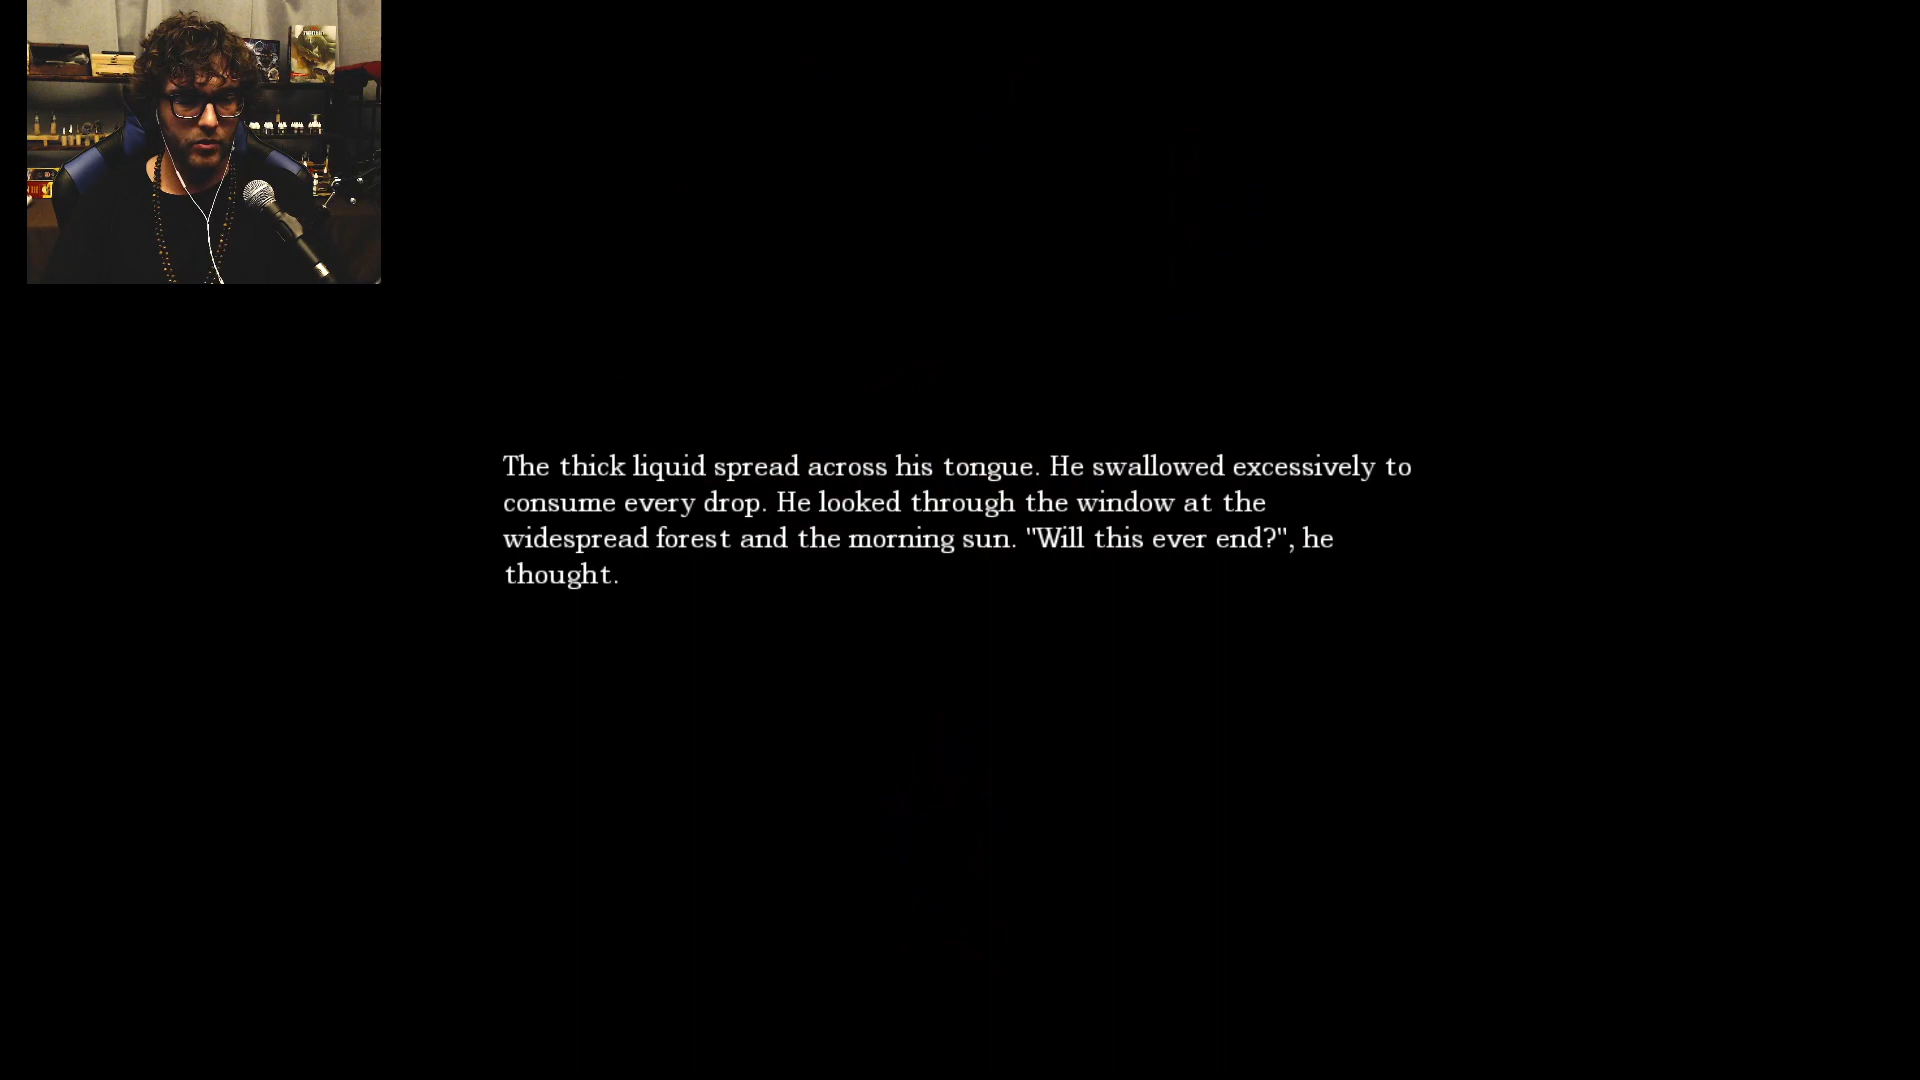 The thick liquid spread across his tongue. He swallowed excessively to
consume every drop. He looked through the window at the
widespread forest and the morning sun. "Will this ever end?", he
thought.